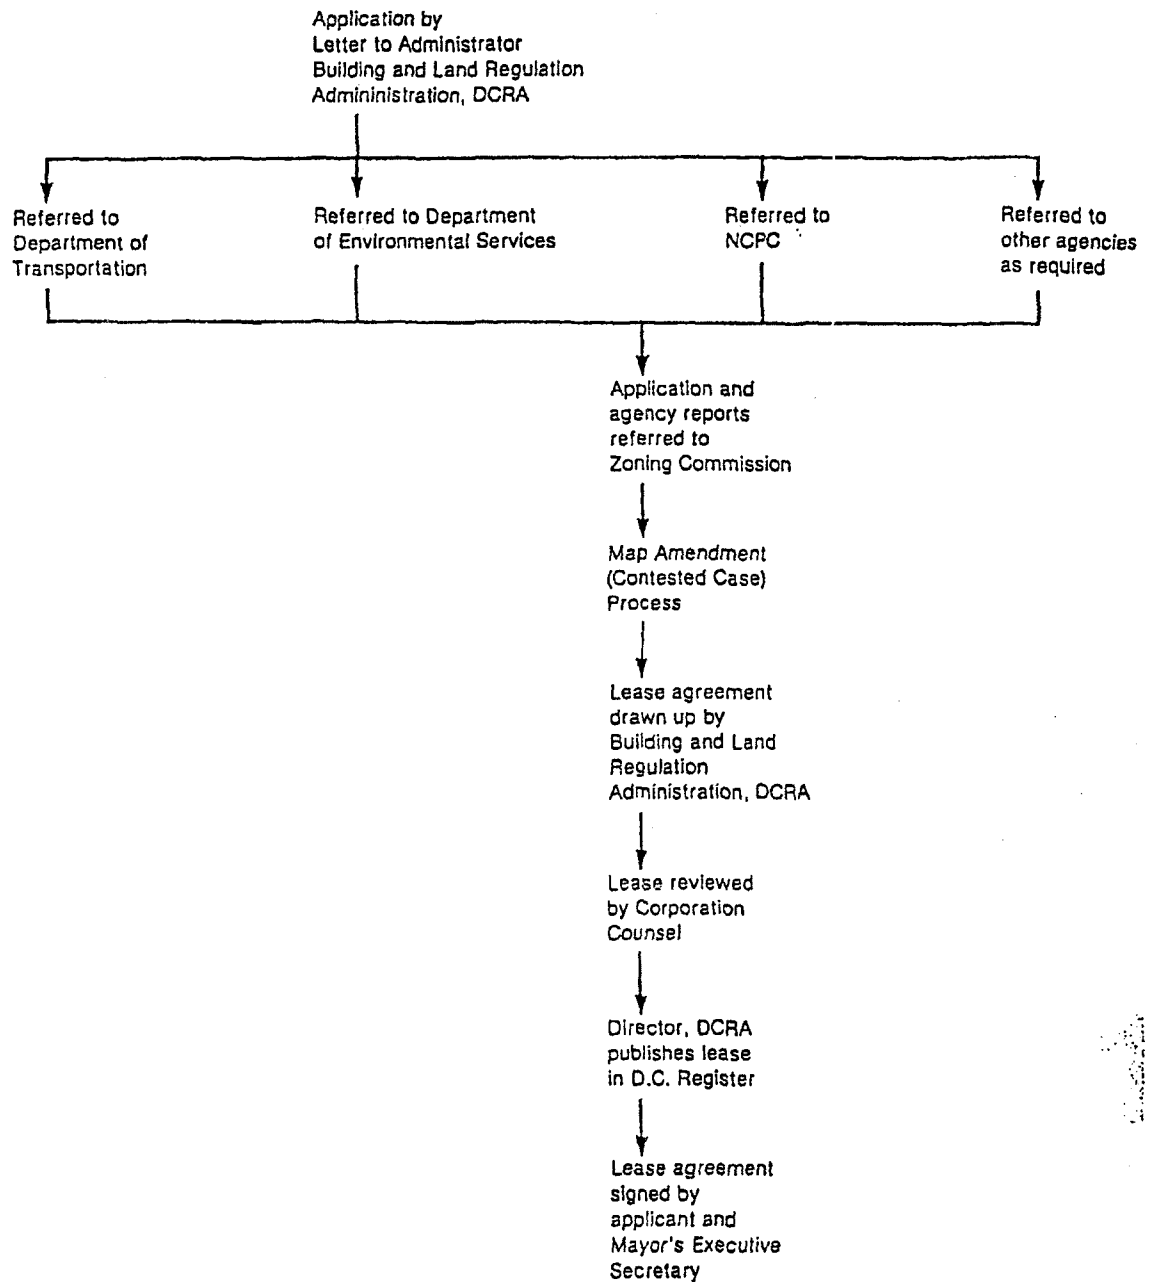 Application by
Letter to Administrator
Building and Land Regulation
Admininistration, DCRA
Referred to
Department of
Transportation
Referred to Department
of Environmental Services
Referred to
NCPC
Referred to
other agencies
as required
Application and
agency reports
referred to
Zoning Commission
Map Amendment
(Contested Case)
Process
Lease agreement
drawn up by
Building and Land
Regulation
Administration, DCRA
Lease reviewed
by Corporation
Counsel
Director, DCRA
publishes lease
in D.C. Register
Lease agreement
signed by
applicant and
Mayor's Executive
Secretary